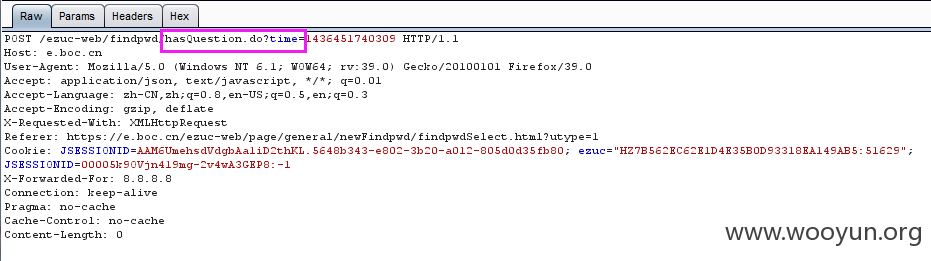 Raw Params Headers Hex
POST /ezuc-web/findpwd/hasQuestion.do?time=1436451740309 HTTP/1.1
Host: e.boc.cn
User-Agent: Mozilla/5.0 (Windows NT 6.1; WOW64; rv:39.0) Gecko/20100101 Firefox/39.0
Accept: application/json, text/javascript, */*; q=0.01
Accept-Language: zh-CN,zh;q=0.8,en-US;q=0.5,en;q=0.3
Accept-Encoding: gzip, deflate
X-Requested-With: XMLHttpRequest
Referer: https://e.boc.cn/ezuc-web/page/general/newFindpwd/findpwdSelect.html?utype=1
Cookie: JSESSIONID=AAM6UmehsdVdgbAaliD2thKL.5648b343-e802-3b20-a012-805d0d35fb80; ezuc="HZ7B562EC62E1D4E35B0D93318EA149AB5:51629";
JSESSIONID=00005k90Vjn419mg-2v4wA3GEP8:-1
X-Forwarded-For: 8.8.8.8
Connection: keep-alive
Pragma: no-cache
Cache-Control: no-cache
Content-Length: 0
www.wooyun.org